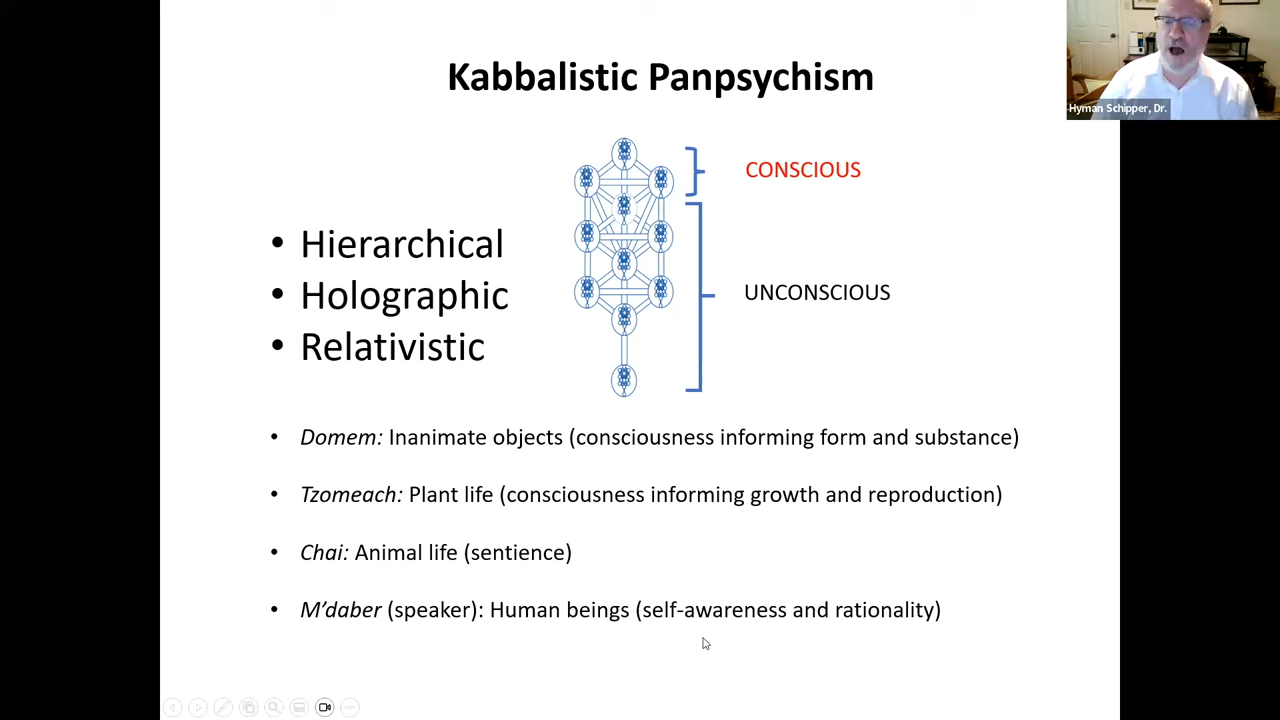 Kabbalistic Panpsychism
Hyman Schipper, Dr.
CONSCIOUS
• Hierarchical
• Holographic
• Relativistic
UNCONSCIOUS
• Domem: Inanimate objects (consciousness informing form and substance)
• Tzomeach: Plant life (consciousness informing growth and reproduction)
• Chai: Animal life (sentience)
• M’daber (speaker): Human beings (self-awareness and rationality)